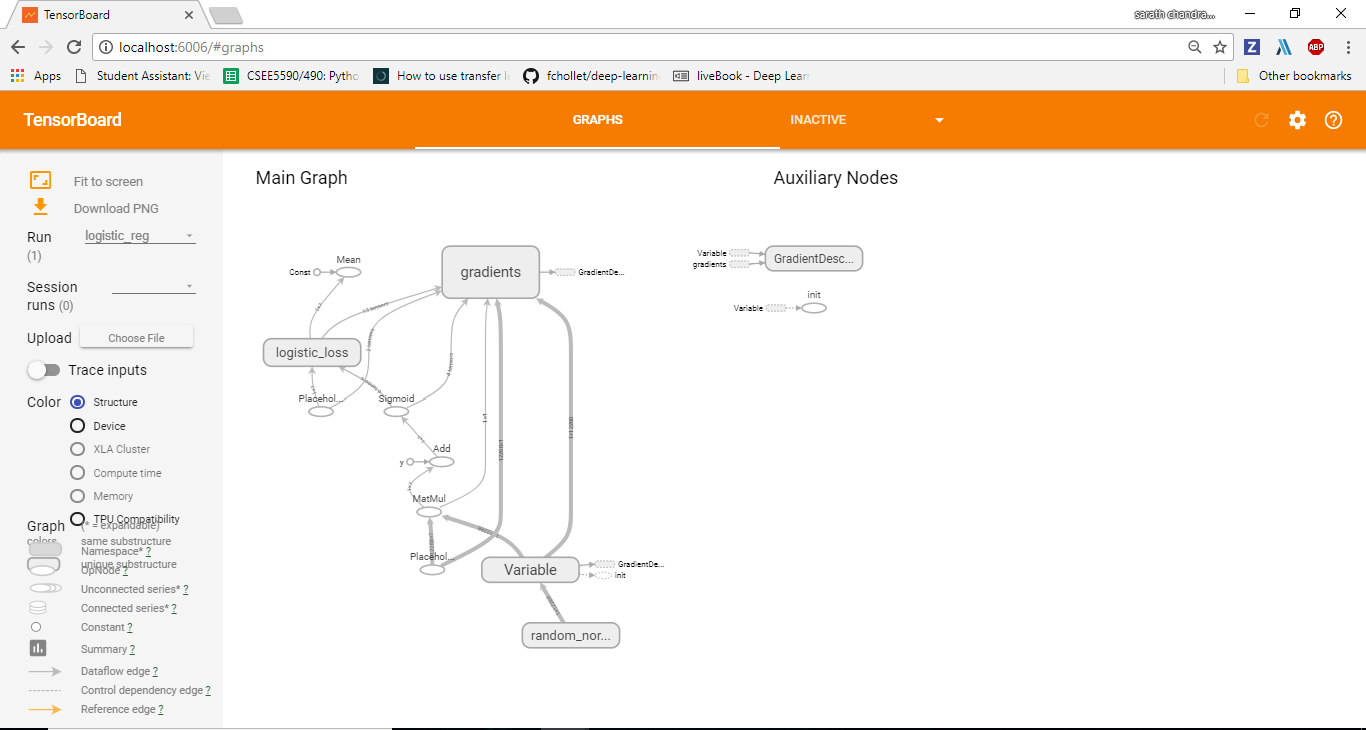 TensorBoard
sarath chandra...
localhost:6006/#graphs
Z
ABP
Apps
Student Assistant: Vie
CSEE5590/490: Pytho
How to use transfer le
fchollet/deep-learnin
liveBook - Deep Lear
Other bookmarks
TensorBoard
GRAPHS
INACTIVE
Fit to screen
Download PNG
Run
(1)
logistic_reg
Session
runs (0)
Upload
Choose File
Trace inputs
Color
Structure
Device
XLA Cluster
Compute time
Memory
TPU Compatibility
Graph
(* = expandable)
colors
same substructure
Namespace* ?
unique substructure
OpNode ?
Unconnected series* ?
Connected series* ?
Constant ?
Summary ?
Dataflow edge ?
Control dependency edge ?
Reference edge ?
Main Graph
Auxiliary Nodes
Mean
Const
gradients
GradientDe...
logistic_loss
Placehol...
Sigmoid
Add
y
MatMul
Placehol...
Variable
GradientDe...
init
random_nor...
Variable
gradients
GradientDesc...
init
Variable